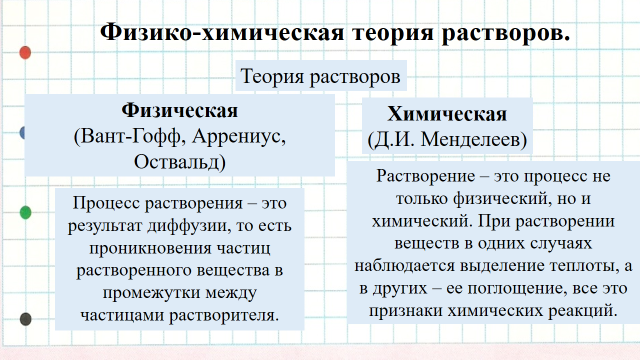 Физико-химическая теория растворов.
Теория растворов
Физическая
(Вант-Гофф, Аррениус,
Оствальд)
Химическая
(Д.И. Менделеев)
Процесс растворения – это
результат диффузии, то есть
проникновения частиц
растворенного вещества в
промежутки между
частицами растворителя.
Растворение – это процесс не
только физический, но и
химический. При растворении
веществ в одних случаях
наблюдается выделение теплоты, а
в других – ее поглощение, все это
признаки химических реакций.